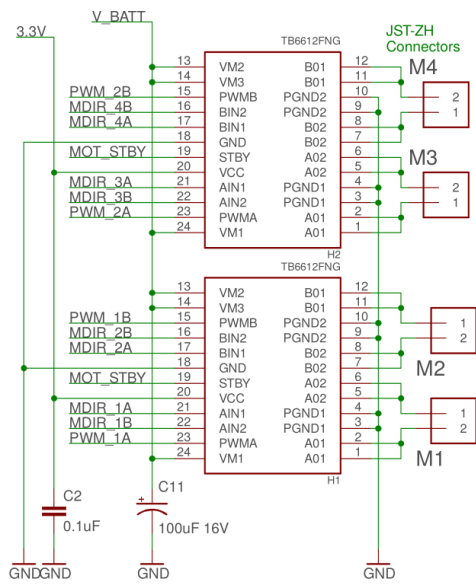 V_BATT
3.3V
JST-ZH
Connectors
TB6612FNG
13 VM2 B01 12
14 VM3 B01 11
PWM_2B 15 PWMB PGND2 10
MDIR_4B 16 BIN2 PGND2 9
MDIR_4A 17 BIN1 B02 8
18 GND B02 7
MOT_STBY 19 STBY A02 6
20 VCC A02 5
MDIR_3A 21 AIN1 PGND1 4
MDIR_3B 22 AIN2 PGND1 3
PWM_2A 23 PWMA A01 2
24 VM1 A01 1
H2
M4
2
1
M3
2
1
TB6612FNG
13 VM2 B01 12
14 VM3 B01 11
PWM_1B 15 PWMB PGND2 10
MDIR_2B 16 BIN2 PGND2 9
MDIR_2A 17 BIN1 B02 8
18 GND B02 7
MOT_STBY 19 STBY A02 6
20 VCC A02 5
MDIR_1A 21 AIN1 PGND1 4
MDIR_1B 22 AIN2 PGND1 3
PWM_1A 23 PWMA A01 2
24 VM1 A01 1
H1
1
2
M2
1
2
M1
C2
0.1uF
C11
+
100uF 16V
GND GND GND GND